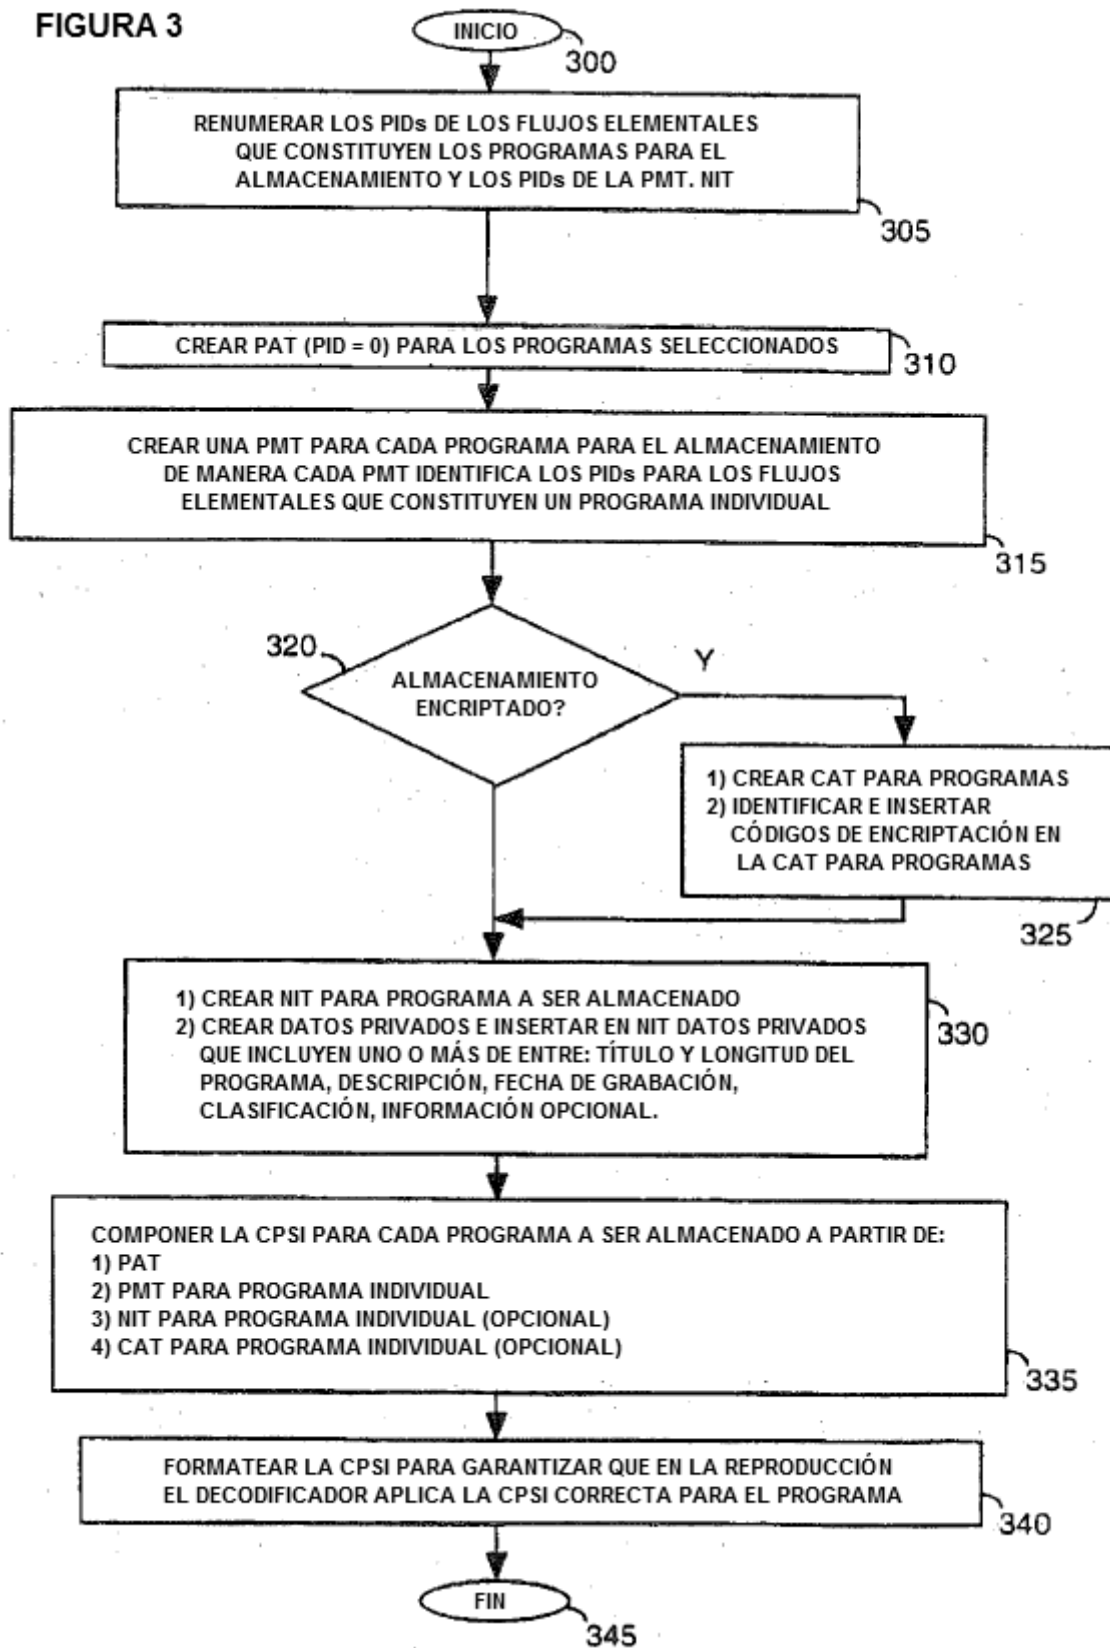 FIGURA 3
INICIO
300
RENUMERAR LOS PIDs DE LOS FLUJOS ELEMENTALES
QUE CONSTITUYEN LOS PROGRAMAS PARA EL
ALMACENAMIENTO Y LOS PIDs DE LA PMT. NIT
305
CREAR PAT (PID = 0) PARA LOS PROGRAMAS SELECCIONADOS
310
CREAR UNA PMT PARA CADA PROGRAMA PARA EL ALMACENAMIENTO
DE MANERA CADA PMT IDENTIFICA LOS PIDs PARA LOS FLUJOS
ELEMENTALES QUE CONSTITUYEN UN PROGRAMA INDIVIDUAL
315
320
ALMACENAMIENTO
ENCRIPTADO?
Y
1) CREAR CAT PARA PROGRAMAS
2) IDENTIFICAR E INSERTAR
CÓDIGOS DE ENCRIPTACIÓN EN
LA CAT PARA PROGRAMAS
325
1) CREAR NIT PARA PROGRAMA A SER ALMACENADO
2) CREAR DATOS PRIVADOS E INSERTAR EN NIT DATOS PRIVADOS
QUE INCLUYEN UNO O MÁS DE ENTRE: TÍTULO Y LONGITUD DEL
PROGRAMA, DESCRIPCIÓN, FECHA DE GRABACIÓN,
CLASIFICACIÓN, INFORMACIÓN OPCIONAL.
330
COMPONER LA CPSI PARA CADA PROGRAMA A SER ALMACENADO A PARTIR DE:
1) PAT
2) PMT PARA PROGRAMA INDIVIDUAL
3) NIT PARA PROGRAMA INDIVIDUAL (OPCIONAL)
4) CAT PARA PROGRAMA INDIVIDUAL (OPCIONAL)
335
FORMATEAR LA CPSI PARA GARANTIZAR QUE EN LA REPRODUCCIÓN
EL DECODIFICADOR APLICA LA CPSI CORRECTA PARA EL PROGRAMA
340
FIN
345